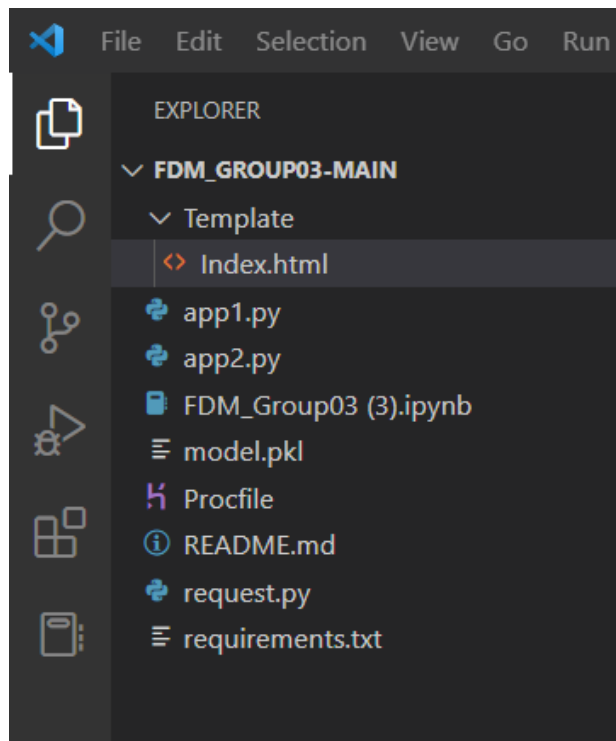 File Edit Selection View Go Run
EXPLORER
FDM_GROUP03-MAIN
Template
Index.html
app1.py
app2.py
FDM_Group03 (3).ipynb
model.pkl
Procfile
README.md
request.py
requirements.txt